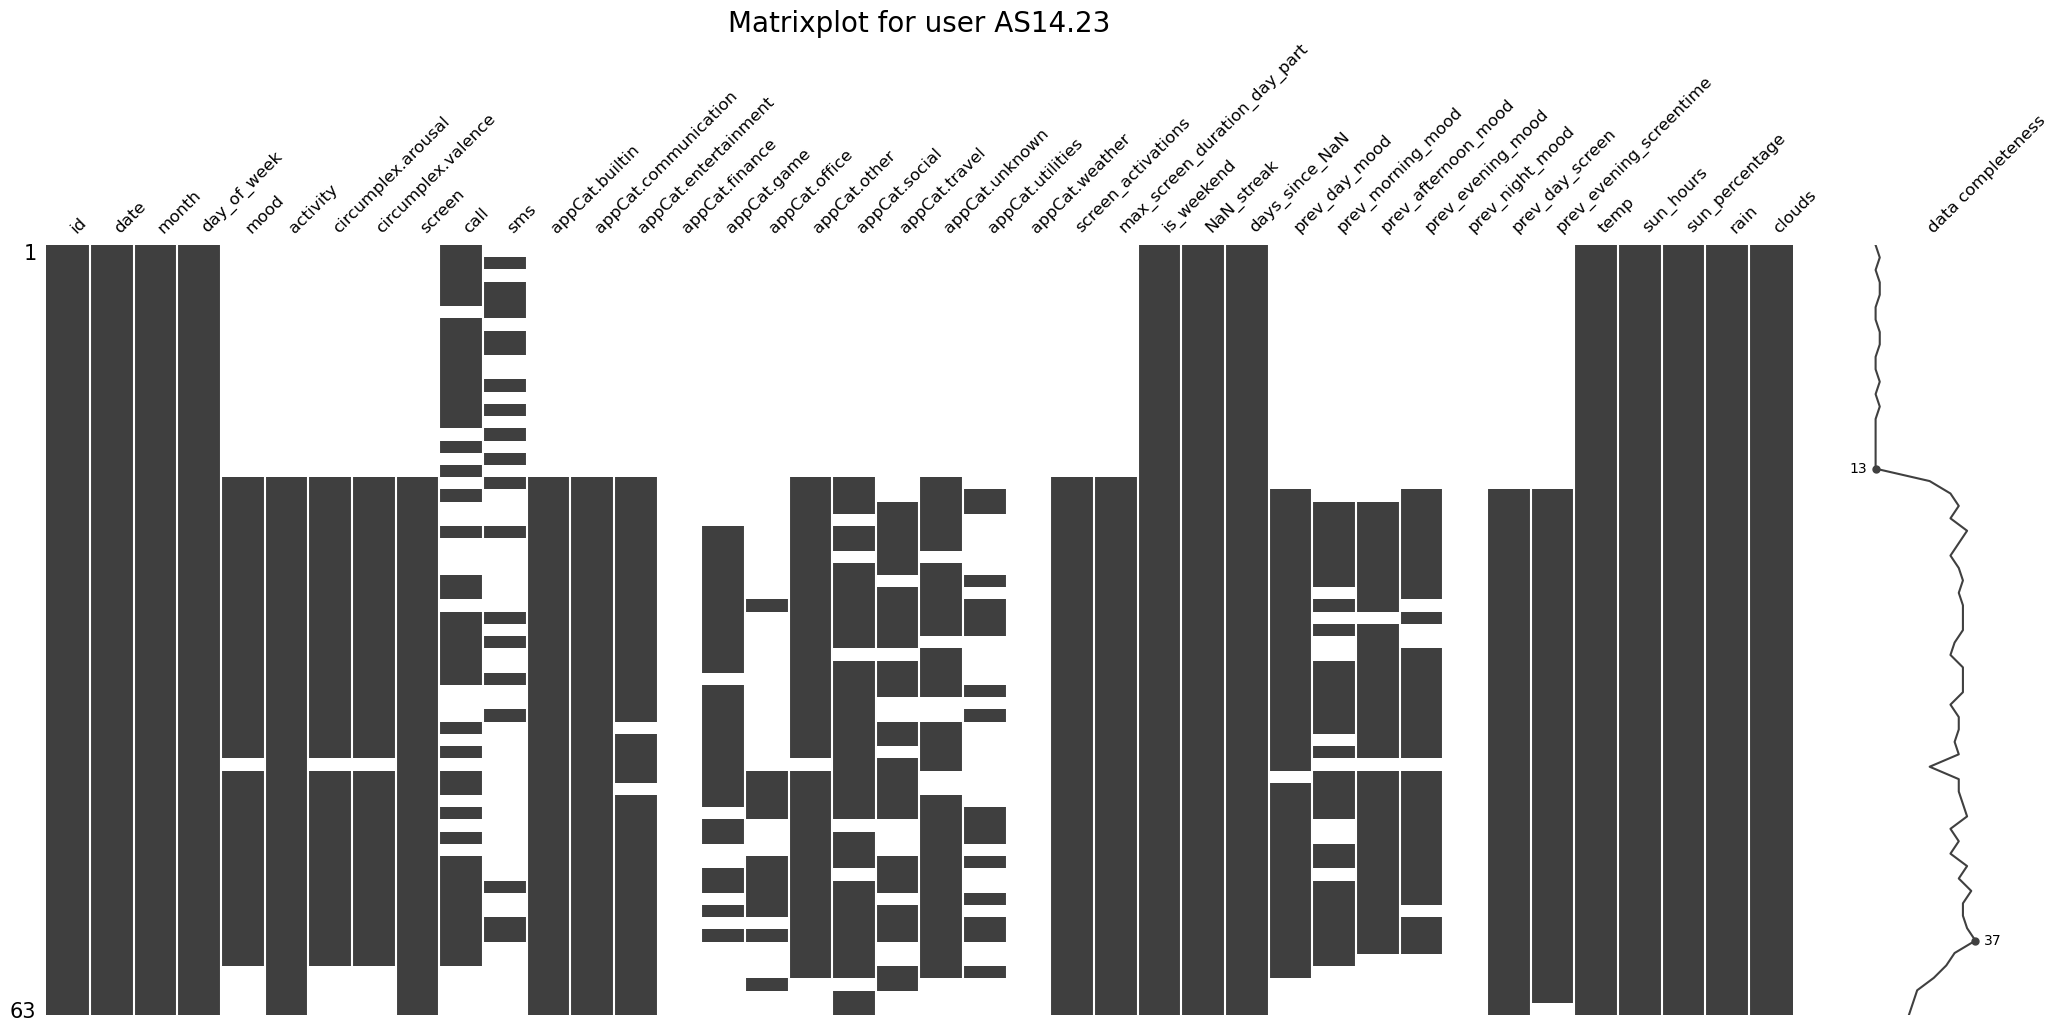 Matrixplot for user AS14.23
id
date
month
day_of_week
mood
activity
circumplex.arousal
circumplex.valence
screen
call
sms
appCat.builtin
appCat.communication
appCat.entertainment
appCat.finance
appCat.game
appCat.office
appCat.other
appCat.social
appCat.travel
appCat.unknown
appCat.utilities
appCat.weather
screen_activations
max_screen_duration_day_part
is_weekend
NaN_streak
days_since_NaN
prev_day_mood
prev_morning_mood
prev_afternoon_mood
prev_evening_mood
prev_night_mood
prev_day_screen
prev_evening_screentime
temp
sun_hours
sun_percentage
rain
clouds
data completeness
1
13
37
63